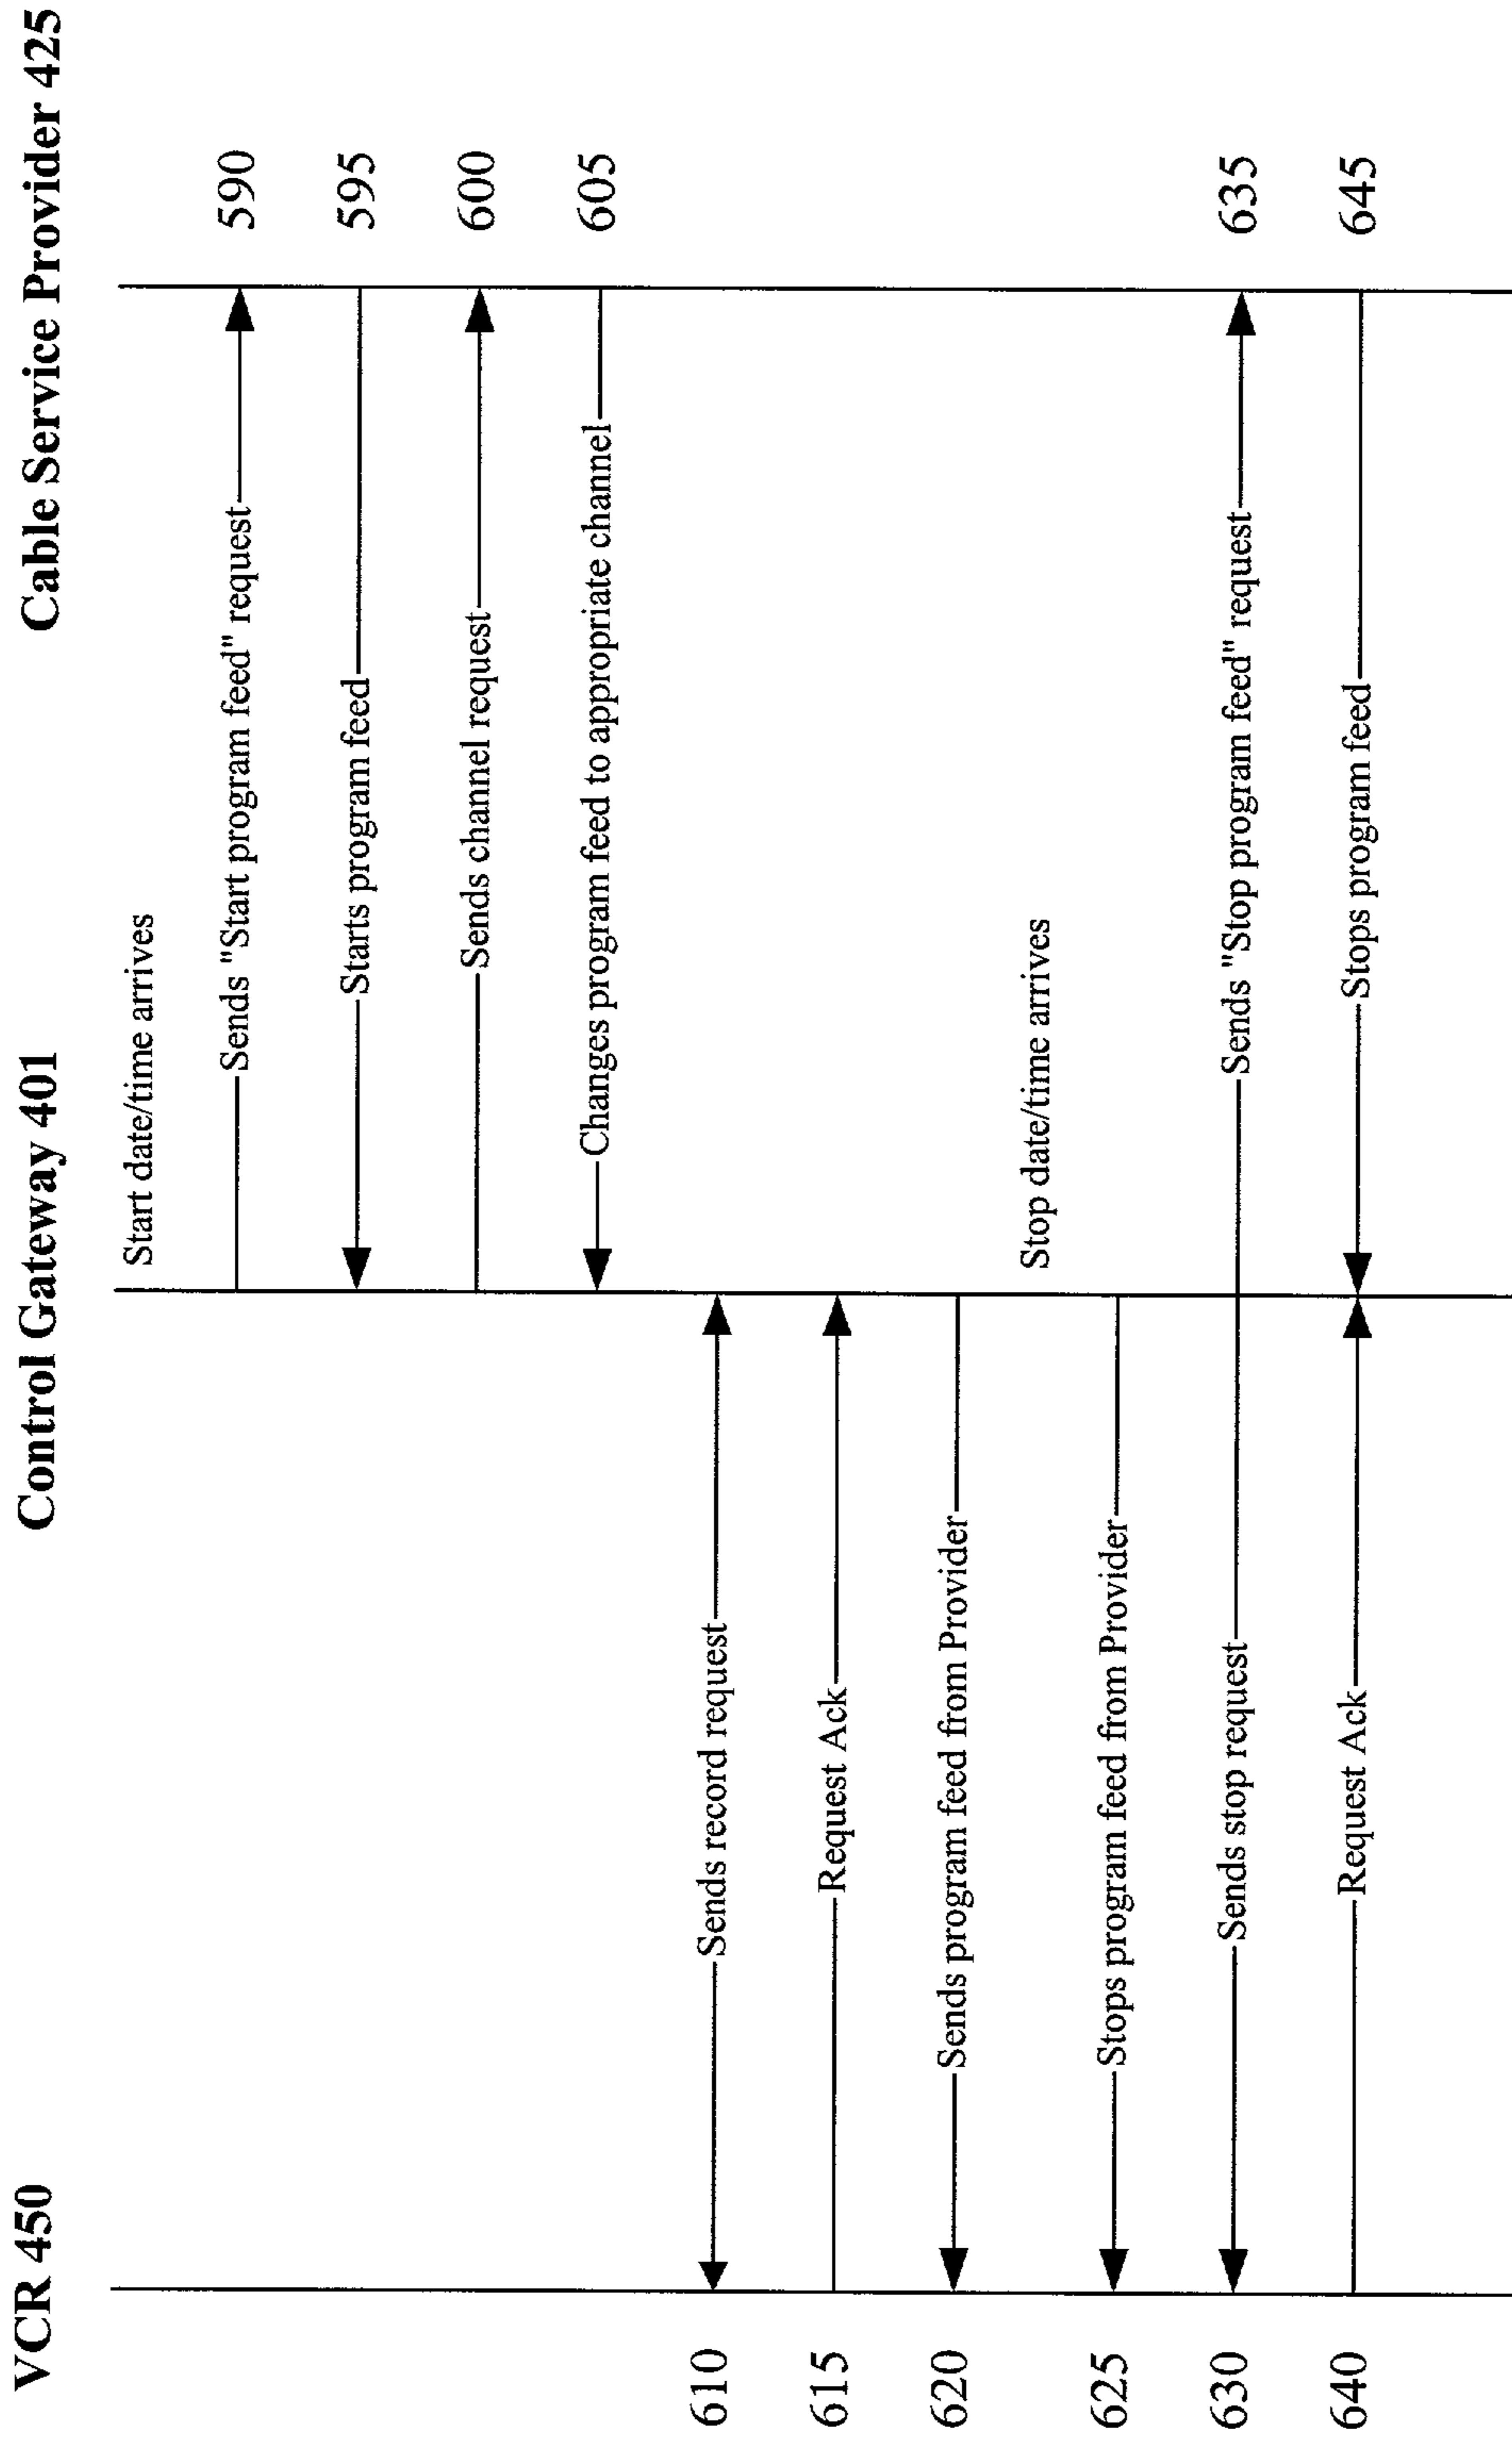 VCR 450
Control Gateway 401
Cable Service Provider 425
Start date/time arrives
Sends "Start program feed" request
590
Starts program feed
595
Sends channel request
600
Changes program feed to appropriate channel
605
610
Sends record request
615
Request Ack
620
Sends program feed from Provider
Stop date/time arrives
625
Stops program feed from Provider
630
Sends stop request
Sends "Stop program feed" request
635
640
Request Ack
Stops program feed
645